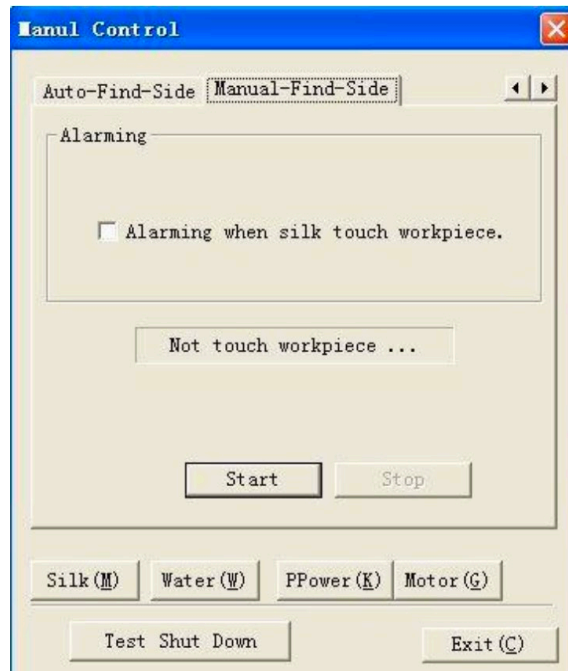 Manul Control
Auto-Find-Side Manual-Find-Side
Alarming
Alarming when silk touch workpiece.
Not touch workpiece ...
Start Stop
Silk(M) Water(W) PPower(K) Motor(G)
Test Shut Down Exit(C)